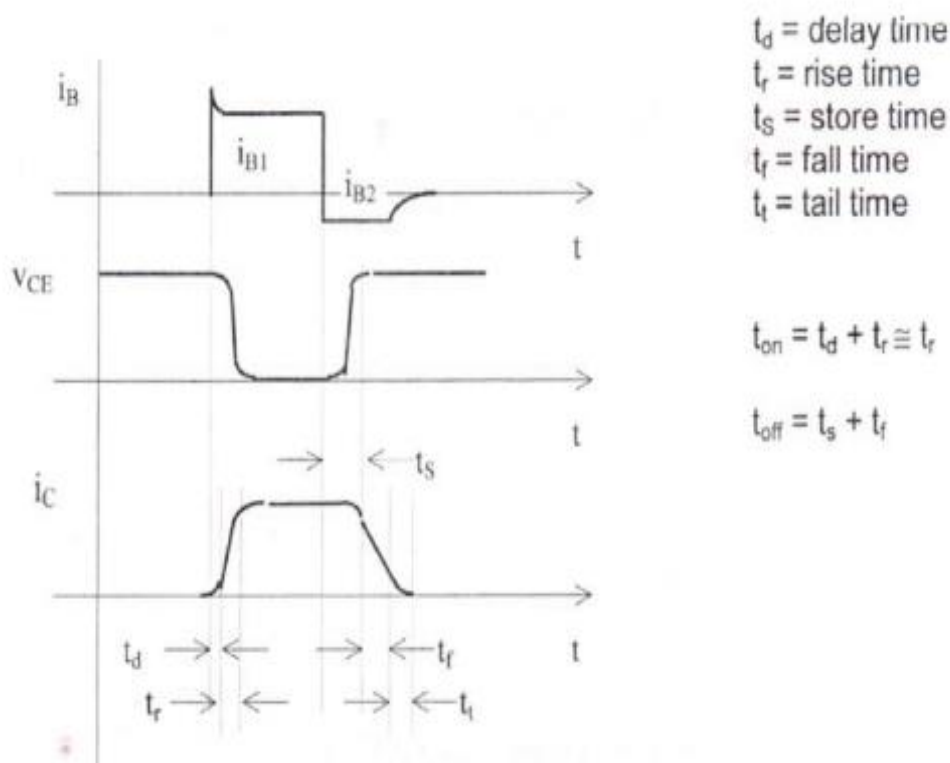 t_d = delay time
t_r = rise time
t_S = store time
t_f = fall time
t_t = tail time
i_B
i_B1
i_B2
t
v_CE
t_on = t_d + t_r ≅ t_r
t
t_off = t_s + t_f
t_S
i_C
t_d
t_f
t
t_r
t_t